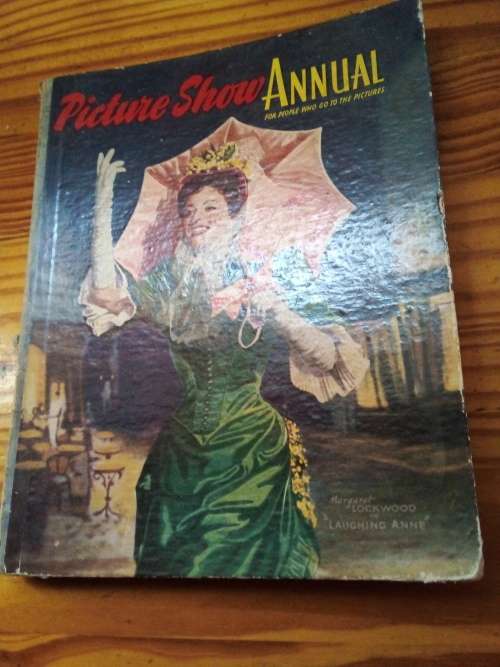 Picture Show ANNUAL
FOR PEOPLE WHO GO TO THE PICTURES
Margaret
LOCKWOOD
in
LAUGHING ANNE